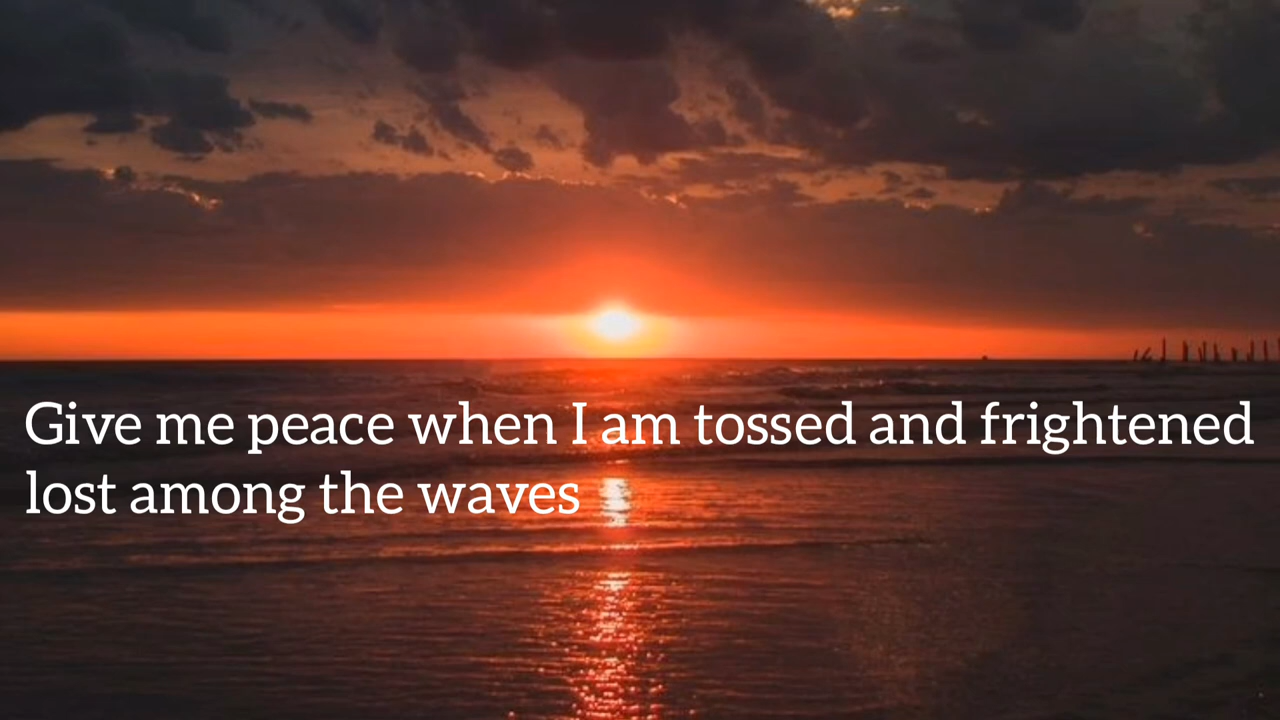 Give me peace when I am tossed and frightened
lost among the waves